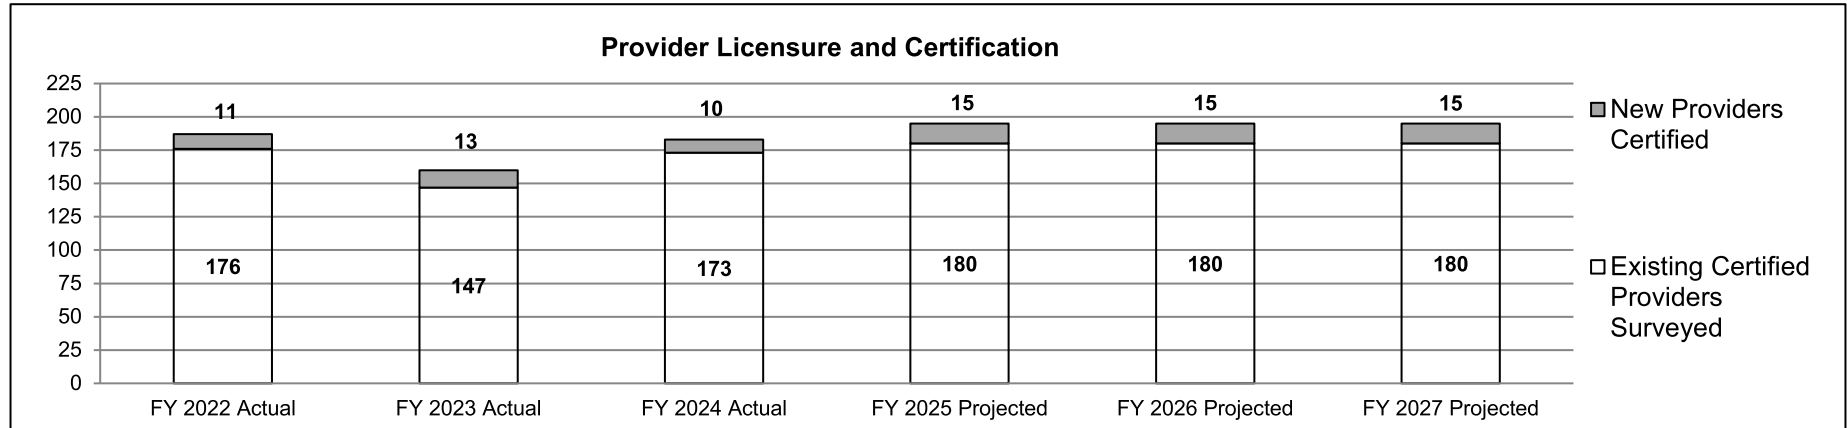 Provider Licensure and Certification
225
200
175
150
125
100
75
50
25
0
11
13
10
15
15
15
176
147
173
180
180
180
FY 2022 Actual
FY 2023 Actual
FY 2024 Actual
FY 2025 Projected
FY 2026 Projected
FY 2027 Projected
New Providers
Certified
Existing Certified
Providers
Surveyed